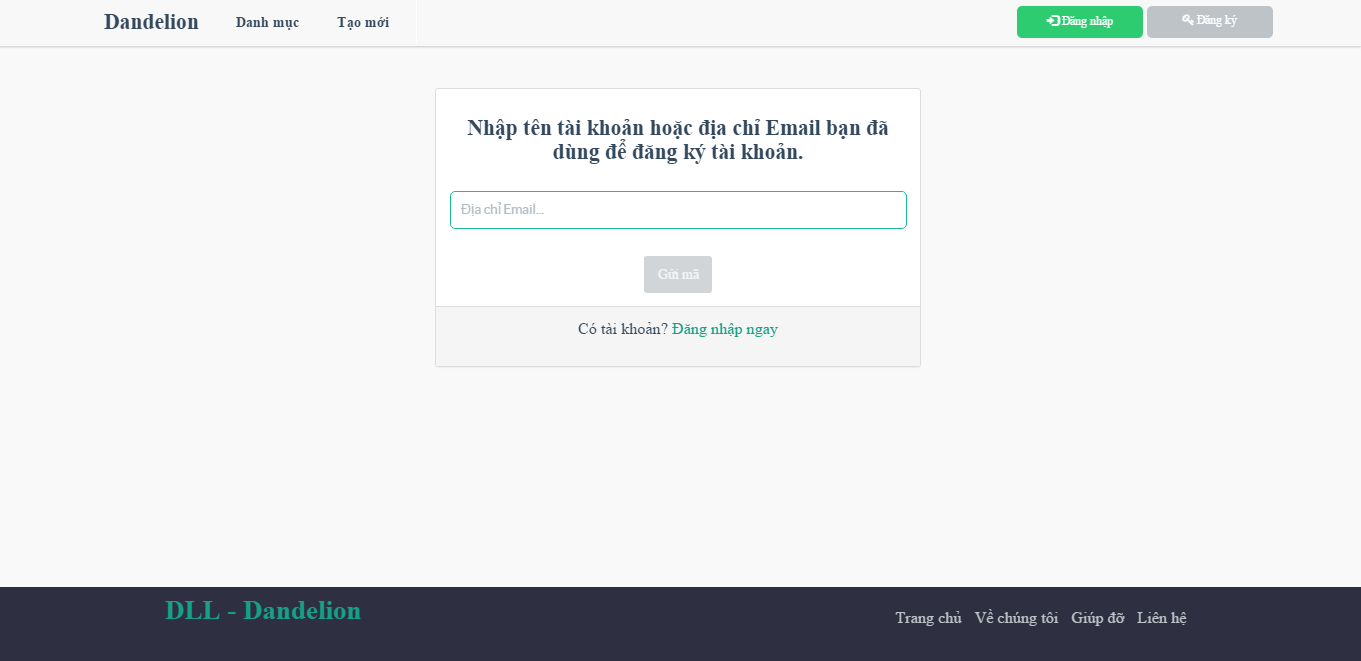 Dandelion Danh mục Tạo mới Đăng nhập Đăng ký
Nhập tên tài khoản hoặc địa chỉ Email bạn đã
dùng để đăng ký tài khoản.
Địa chỉ Email...
Gửi mã
Có tài khoản? Đăng nhập ngay
DLL - Dandelion
Trang chủ Về chúng tôi Giúp đỡ Liên hệ